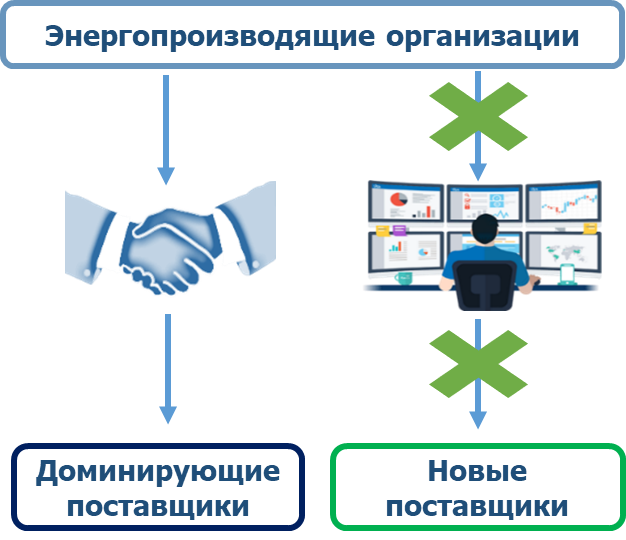 Энергопроизводящие организации
Доминирующие
поставщики
Новые
поставщики